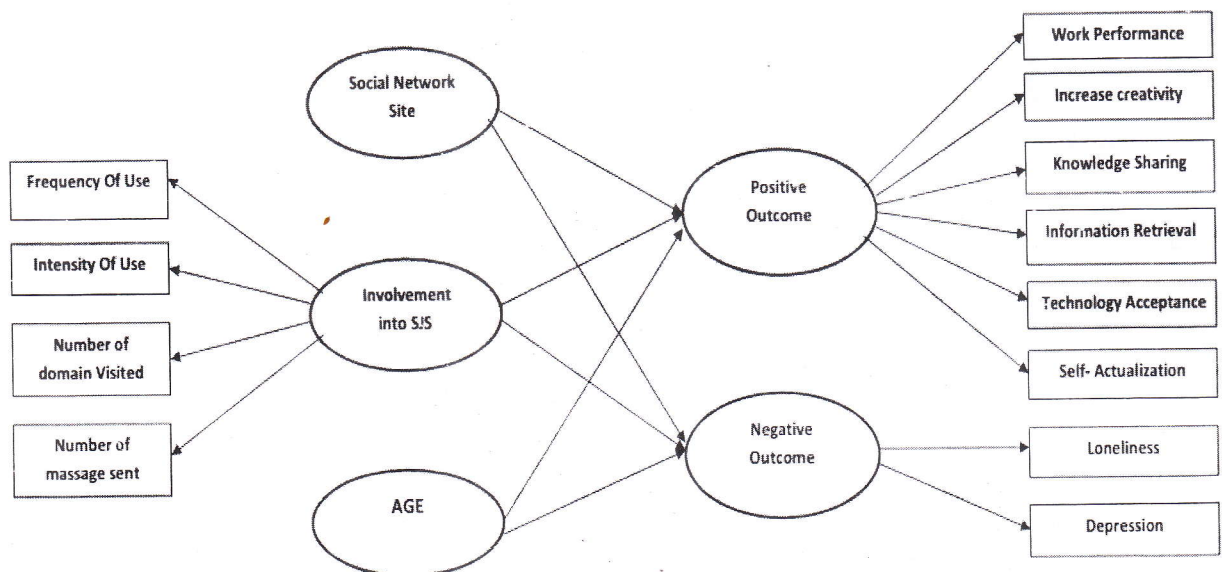 Social Network
Site
Frequency Of Use
Intensity Of Use
Number of
domain Visited
Number of
massage sent
Involvement
into SNS
AGE
Positive
Outcome
Negative
Outcome
Work Performance
Increase creativity
Knowledge Sharing
Information Retrieval
Technology Acceptance
Self- Actualization
Loneliness
Depression